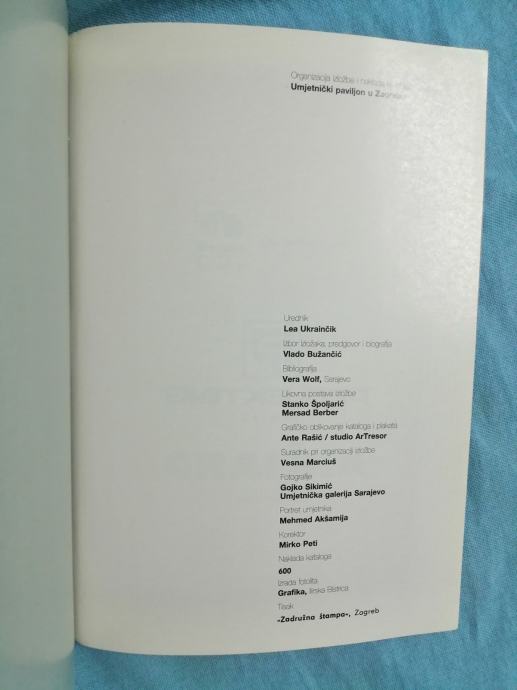 Organizacija izložbe i naklada
Umjetnički paviljon u Zagrebu
Urednik
Lea Ukrainčik
Izbor izložaka, predgovor i biografija
Vlado Bužančić
Bibliografija
Vera Wolf, Sarajevo
Likovna postava izložbe
Stanko Špoljarić
Mersad Berber
Grafičko oblikovanje kataloga i plakata
Ante Rašić / studio ArTresor
Suradnik pri organizaciji izložbe
Vesna Marciuš
Fotografije
Gojko Sikimić
Umjetnička galerija Sarajevo
Portret umjetnika
Mehmed Akšamija
Korektor
Mirko Peti
Naklada kataloga
600
Izrada fotolita
Grafika, Ilirska Bistrica
Tisak
»Zadružna štampa«, Zagreb